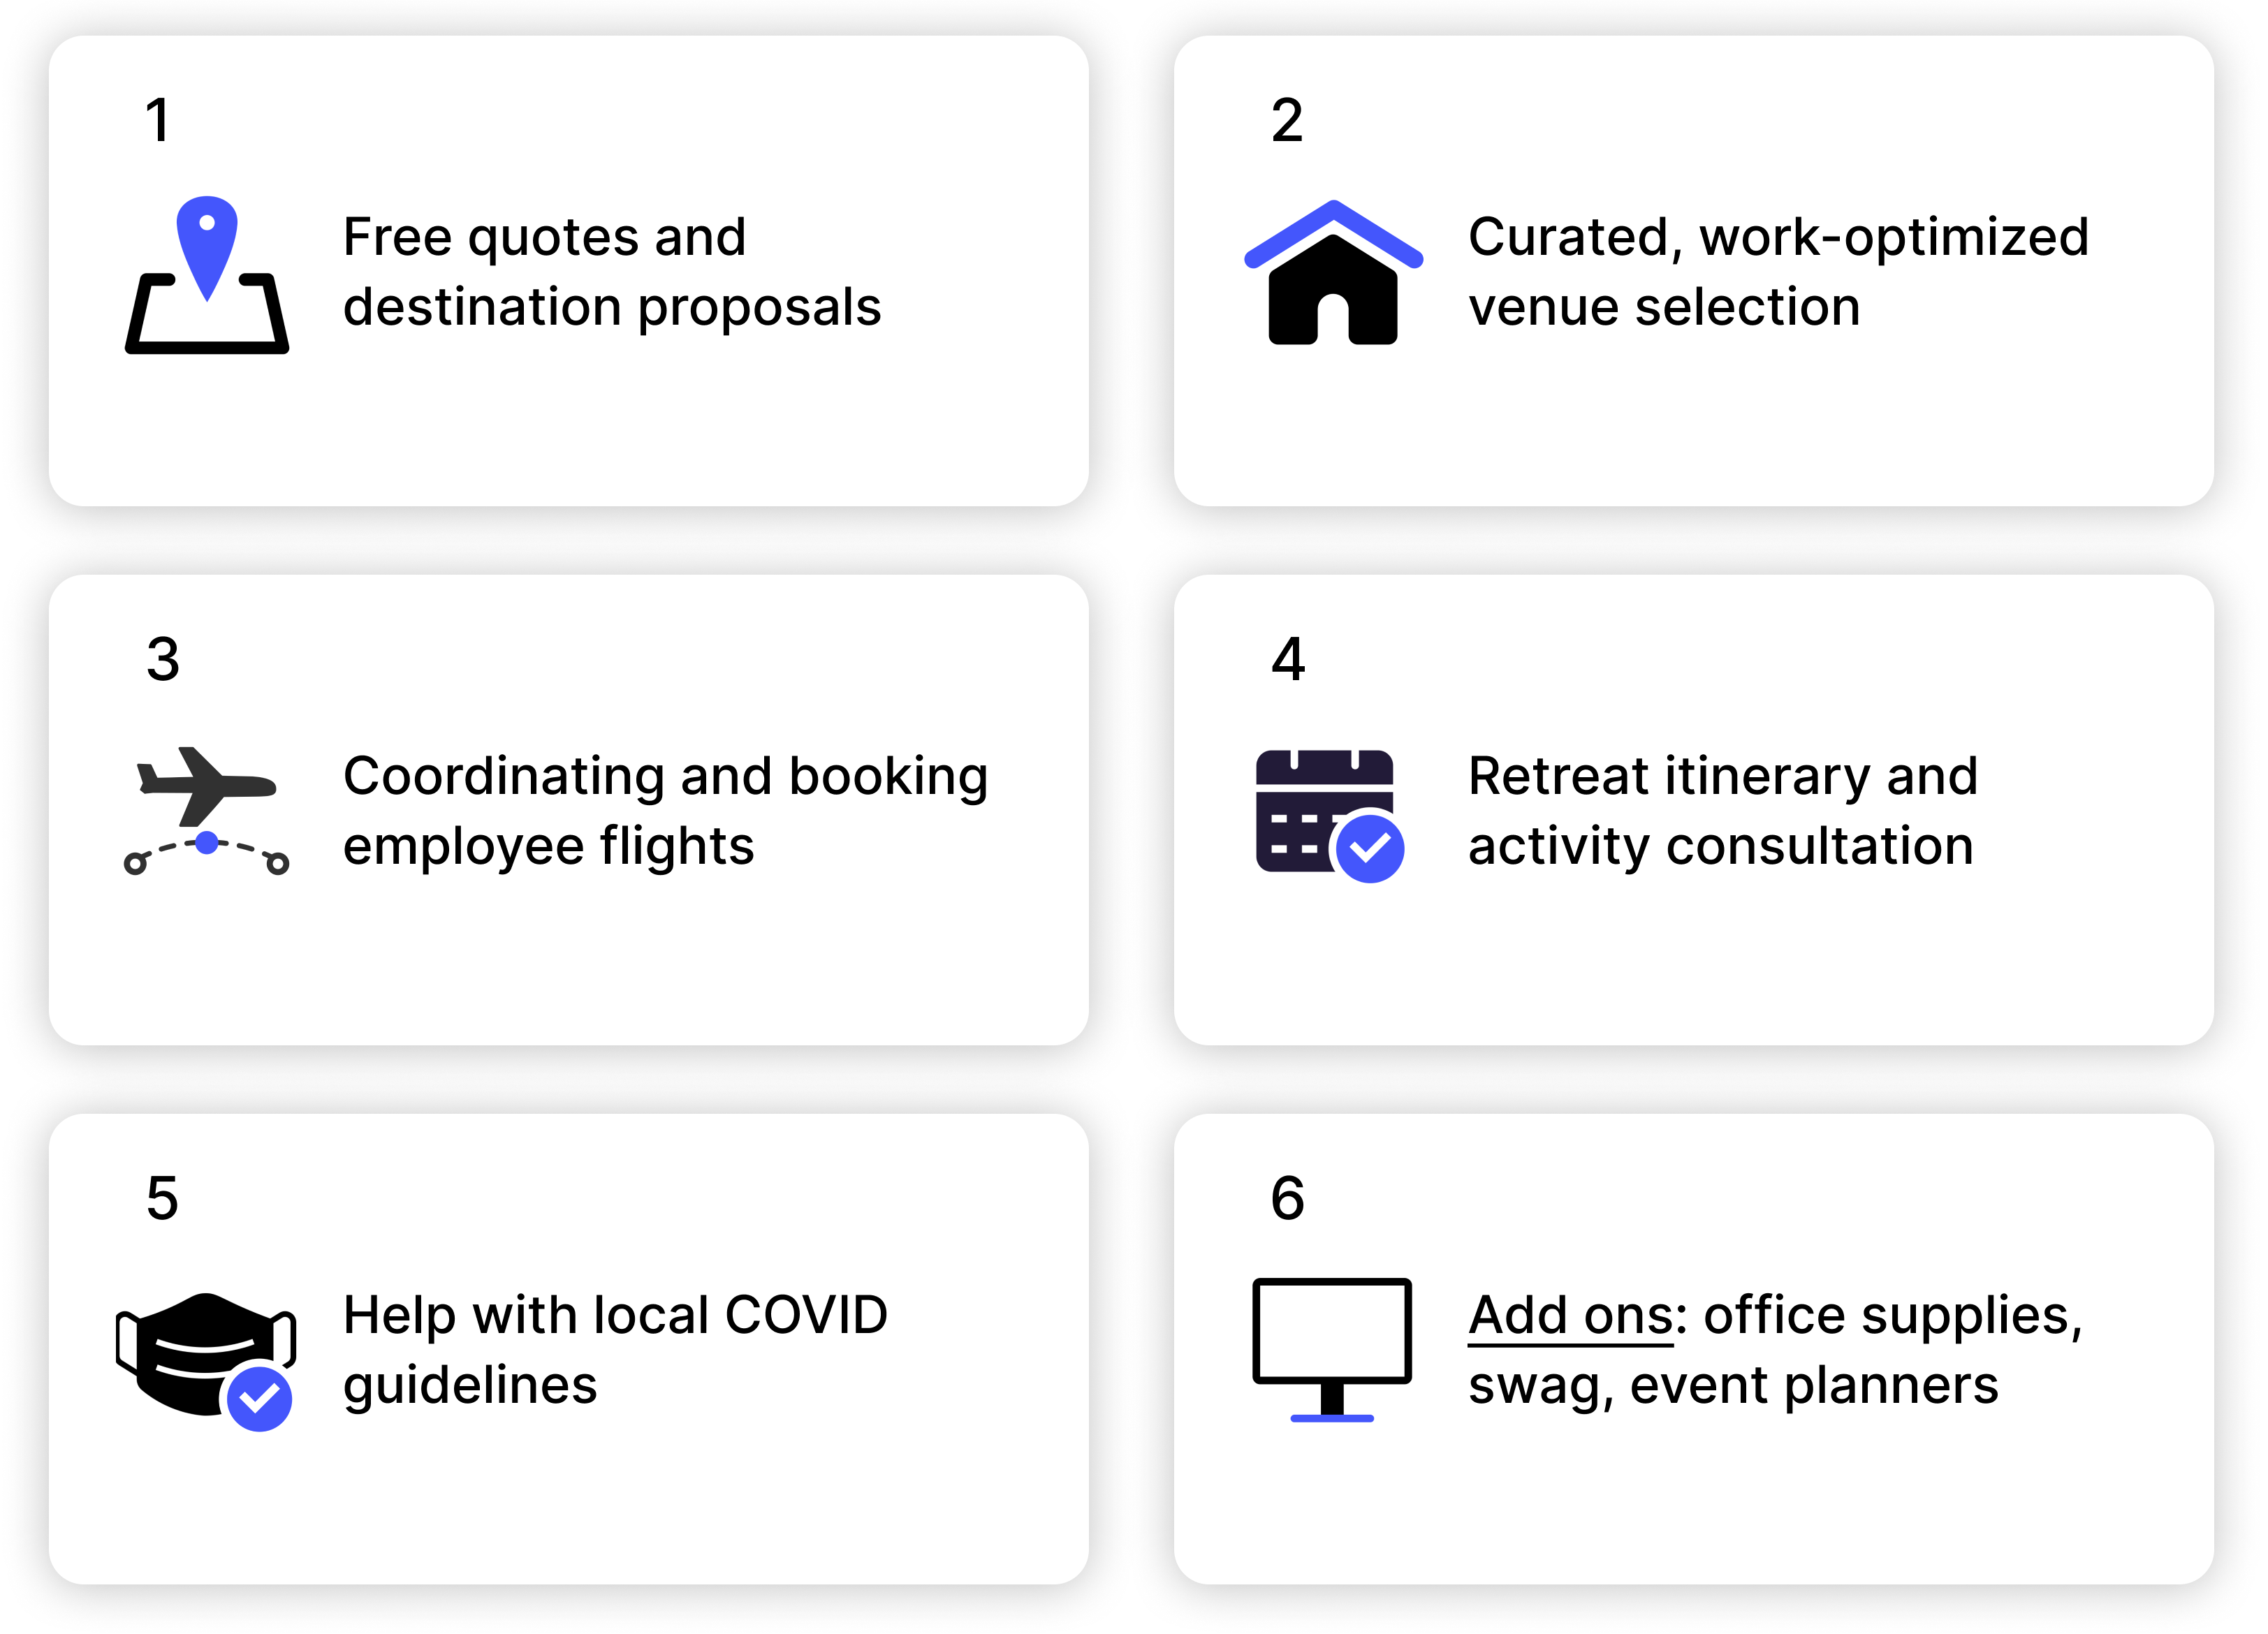 1
Free quotes and
destination proposals
2
Curated, work-optimized
venue selection
3
Coordinating and booking
employee flights
4
Retreat itinerary and
activity consultation
5
Help with local COVID
guidelines
6
Add ons: office supplies,
swag, event planners